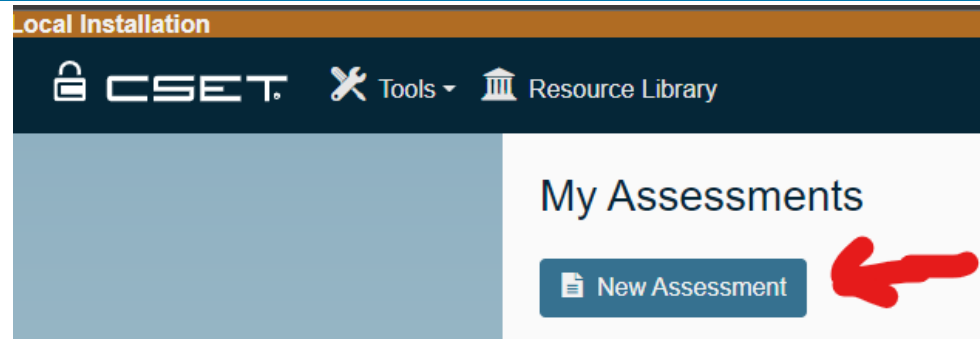 Local Installation
CSET. Tools Resource Library
My Assessments
New Assessment